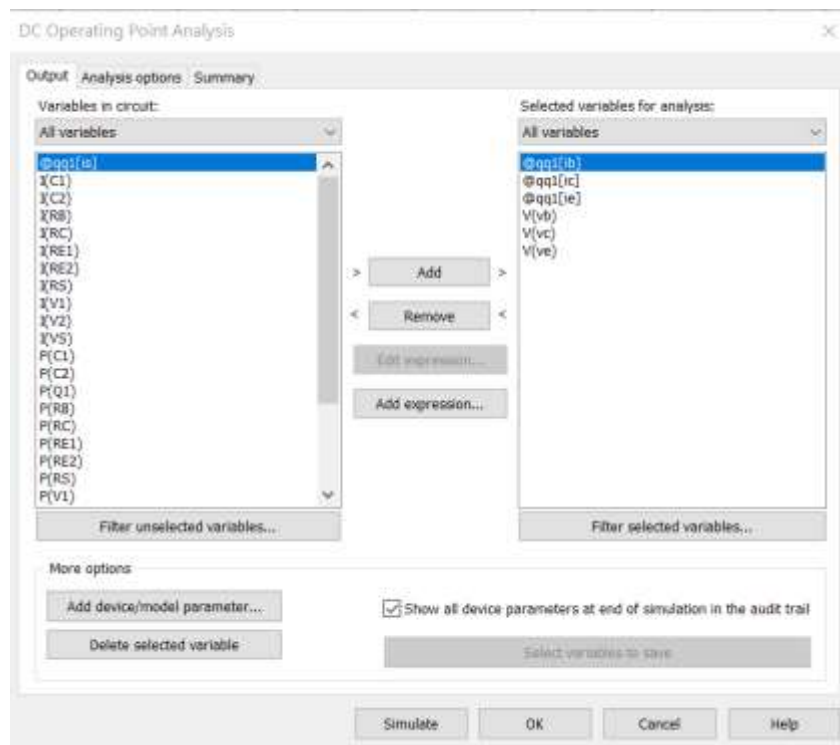 DC Operating Point Analysis
Output Analysis options Summary
Variables in circuit:
All variables
@qq1[is]
I(C1)
I(C2)
I(RB)
I(RC)
I(RE1)
I(RE2)
I(RS)
I(V1)
I(V2)
I(VS)
P(C1)
P(C2)
P(Q1)
P(RB)
P(RC)
P(RE1)
P(RE2)
P(RS)
P(V1)
Filter unselected variables...
> Add >
< Remove <
Edit expression...
Add expression...
Selected variables for analysis:
All variables
@qq1[ib]
@qq1[ic]
@qq1[ie]
V(vb)
V(vc)
V(ve)
Filter selected variables...
More options
Add device/model parameter...
Delete selected variable
Show all device parameters at end of simulation in the audit trail
Select variables to save
Simulate OK Cancel Help